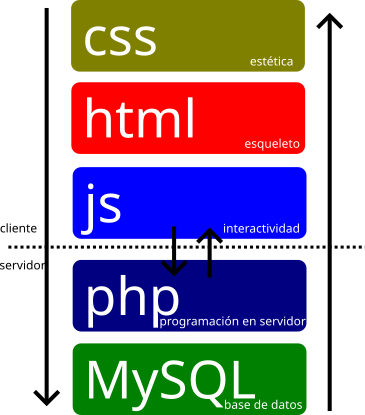 css
estética
html
esqueleto
js
cliente
interactividad
servidor
php
programación en servidor
MySQL
base de datos